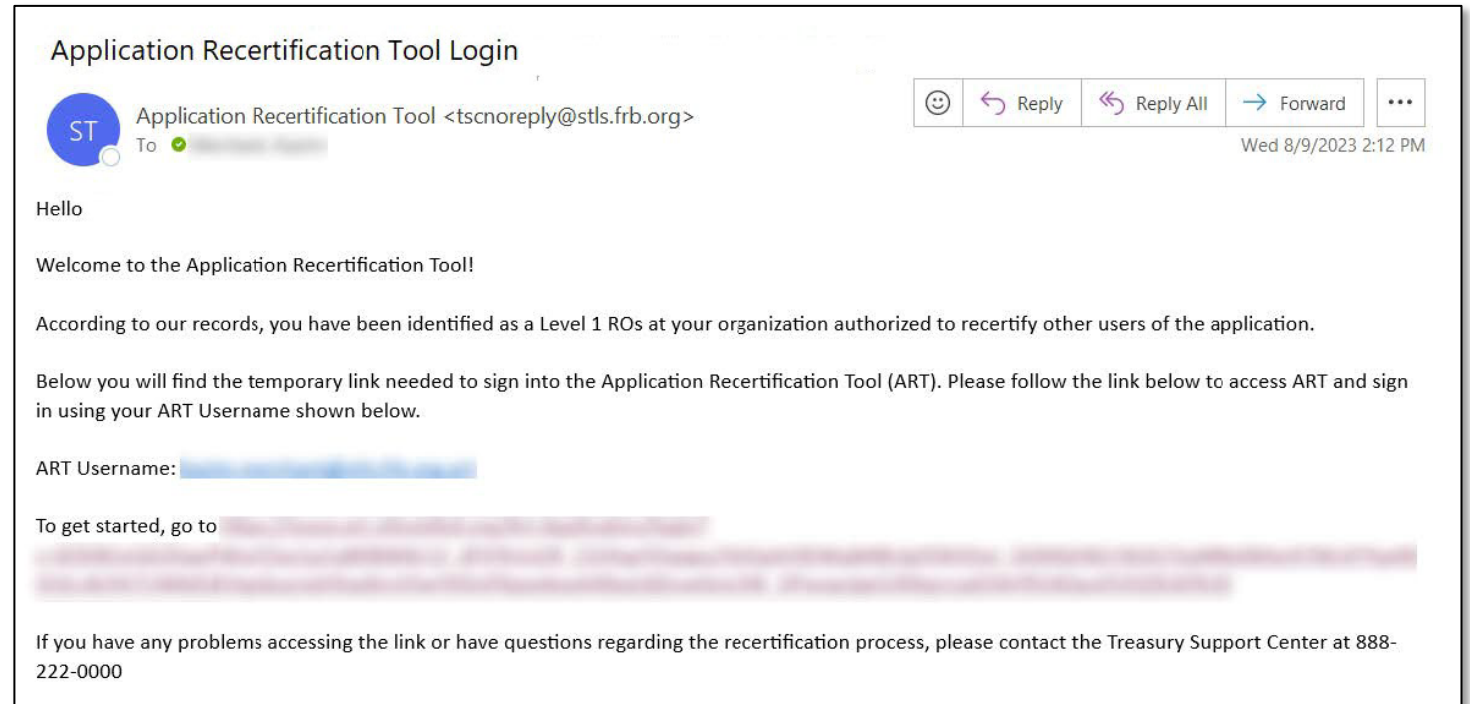 Application Recertification Tool Login
ST
Application Recertification Tool <tscnoreply@stls.frb.org>
To
Reply
Reply All
Forward
Wed 8/9/2023 2:12 PM
Hello
Welcome to the Application Recertification Tool!
According to our records, you have been identified as a Level 1 ROs at your organization authorized to recertify other users of the application.
Below you will find the temporary link needed to sign into the Application Recertification Tool (ART). Please follow the link below to access ART and sign
in using your ART Username shown below.
ART Username:
To get started, go to
If you have any problems accessing the link or have questions regarding the recertification process, please contact the Treasury Support Center at 888-
222-0000